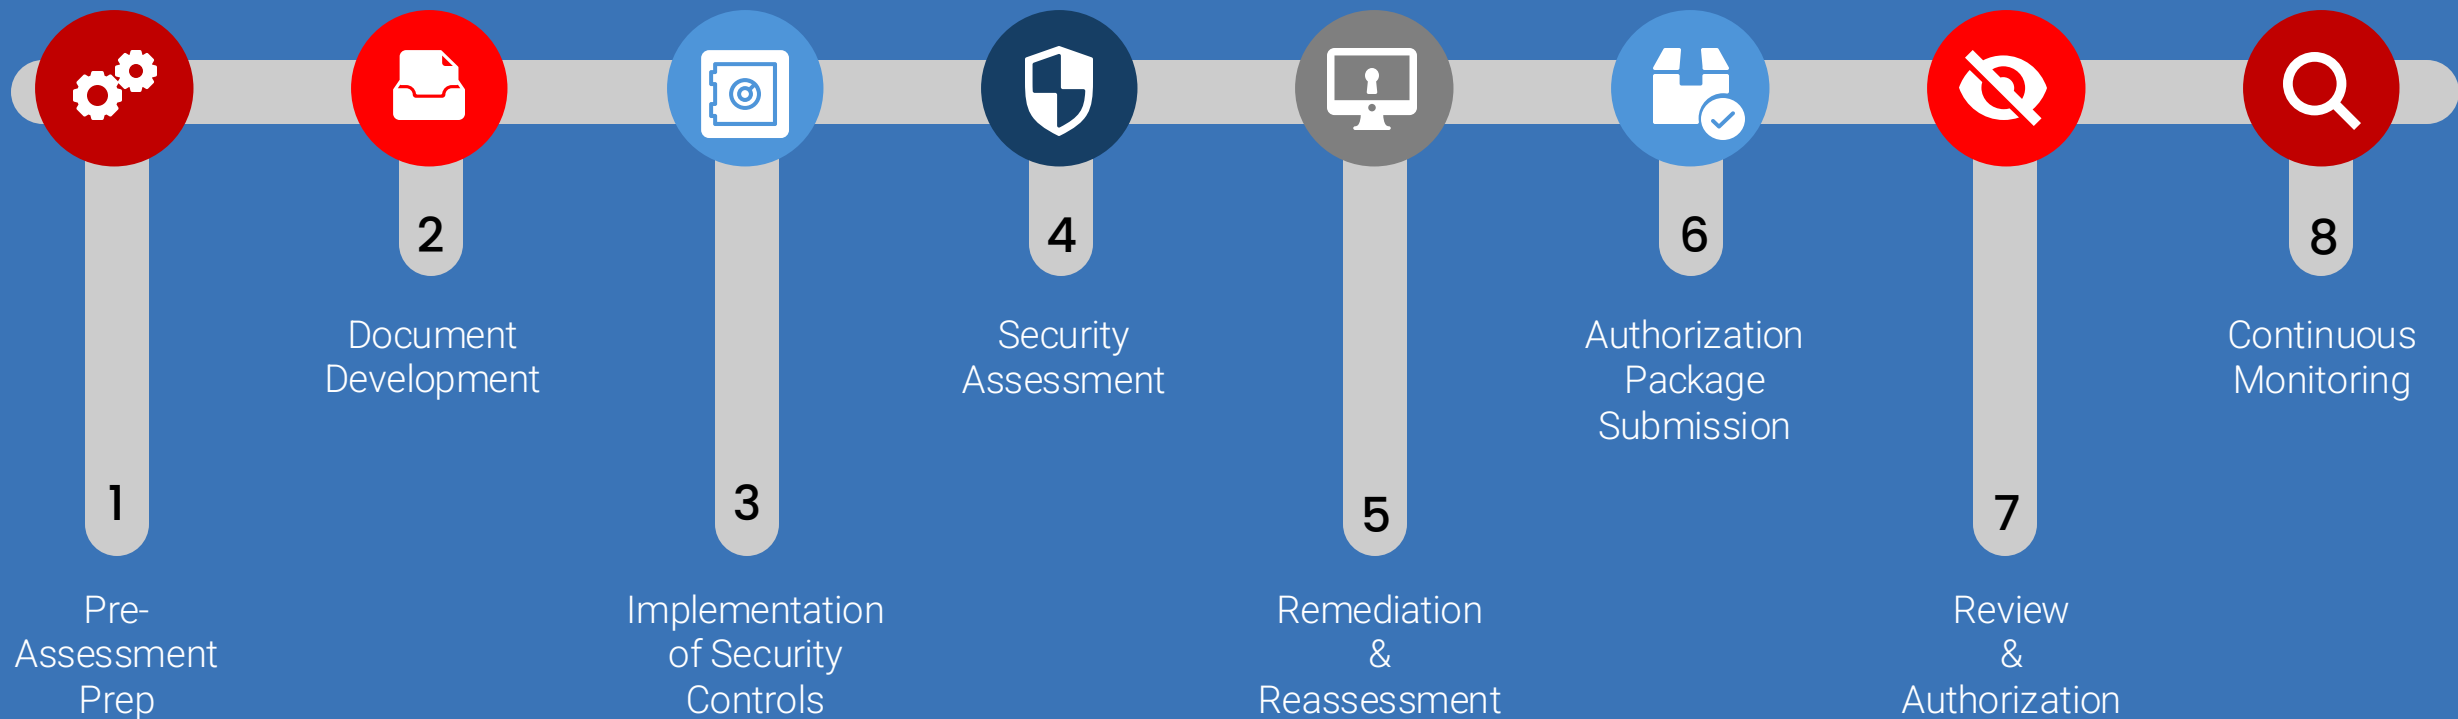 1
Pre-
Assessment
Prep
2
Document
Development
3
Implementation
of Security
Controls
4
Security
Assessment
5
Remediation
&
Reassessment
6
Authorization
Package
Submission
7
Review
&
Authorization
8
Continuous
Monitoring